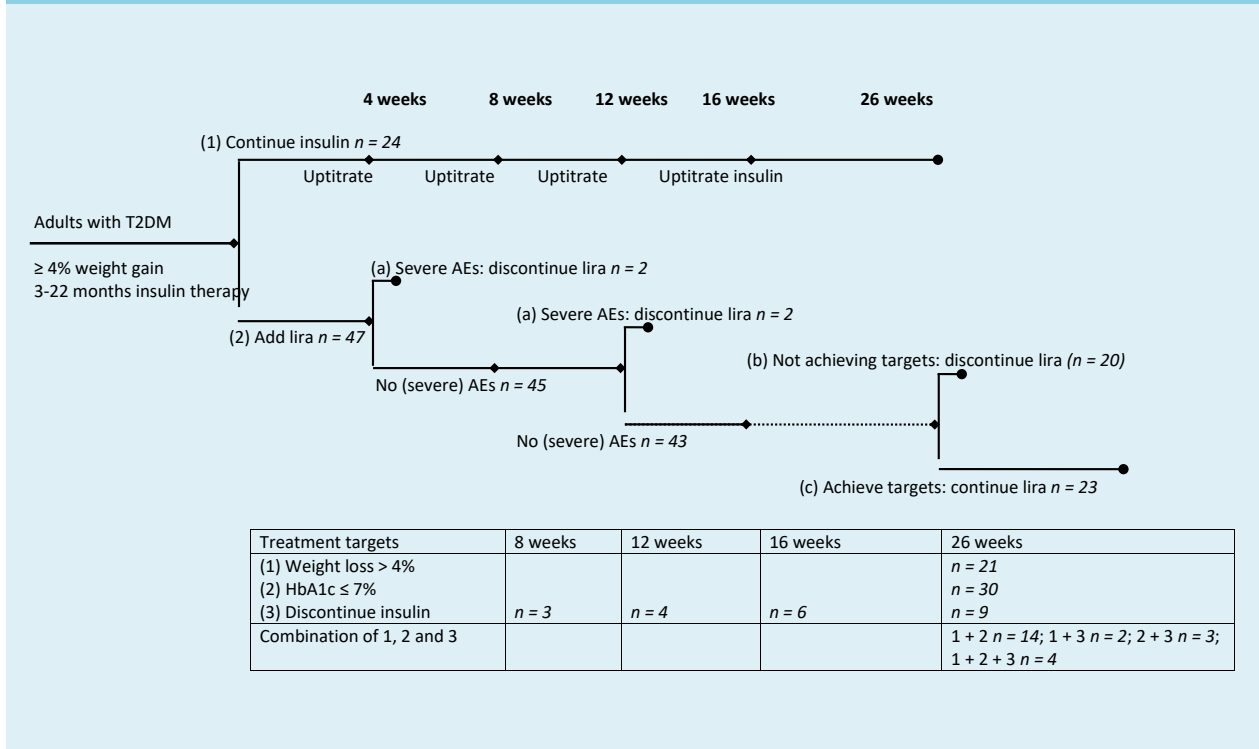 4 weeks 8 weeks 12 weeks 16 weeks 26 weeks
(1) Continue insulin n = 24
Uptitrate Uptitrate Uptitrate Uptitrate insulin
Adults with T2DM
≥ 4% weight gain
3-22 months insulin therapy
(a) Severe AEs: discontinue lira n = 2
(2) Add lira n = 47
(a) Severe AEs: discontinue lira n = 2
No (severe) AEs n = 45
(b) Not achieving targets: discontinue lira (n = 20)
No (severe) AEs n = 43
(c) Achieve targets: continue lira n = 23
Treatment targets 8 weeks 12 weeks 16 weeks 26 weeks
(1) Weight loss > 4% n = 21
(2) HbA1c ≤ 7% n = 30
(3) Discontinue insulin n = 3 n = 4 n = 6 n = 9
Combination of 1, 2 and 3 1 + 2 n = 14; 1 + 3 n = 2; 2 + 3 n = 3;
1 + 2 + 3 n = 4